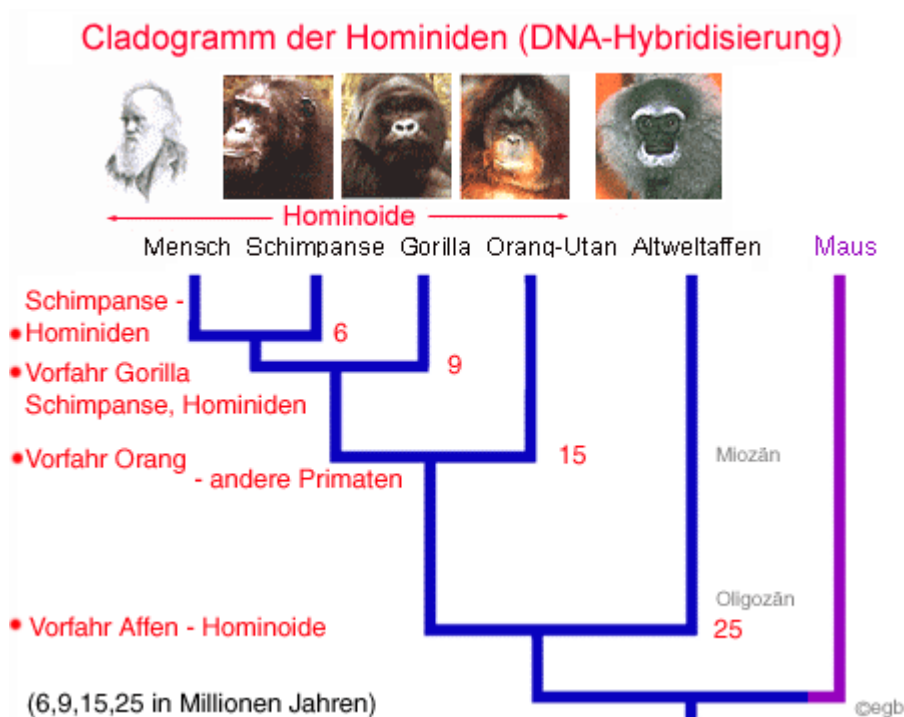 Cladogramm der Hominiden (DNA-Hybridisierung)
Hominoide
Mensch Schimpanse Gorilla Orang-Utan Altweltaffen Maus
Schimpanse -
Hominiden 6
Vorfahr Gorilla 9
Schimpanse, Hominiden
Vorfahr Orang 15 Miozän
- andere Primaten
Oligozän
Vorfahr Affen - Hominoide 25
(6,9,15,25 in Millionen Jahren)
©egb